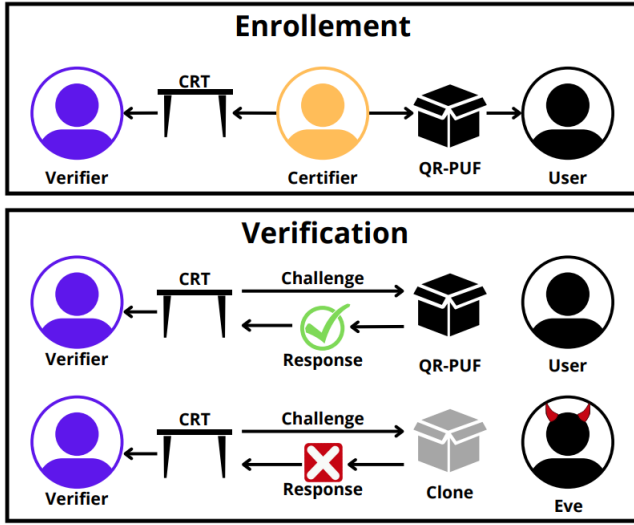 Enrollement
CRT
Verifier
Certifier
QR-PUF
User
Verification
CRT
Challenge
Response
Verifier
QR-PUF
User
CRT
Challenge
Response
Verifier
Clone
Eve